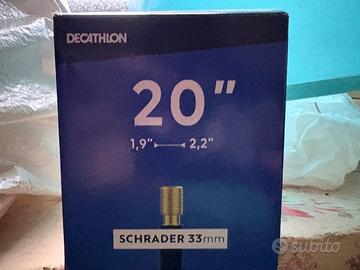 DECATHLON
20"
1,9" 2,2"
SCHRADER 33mm
subito